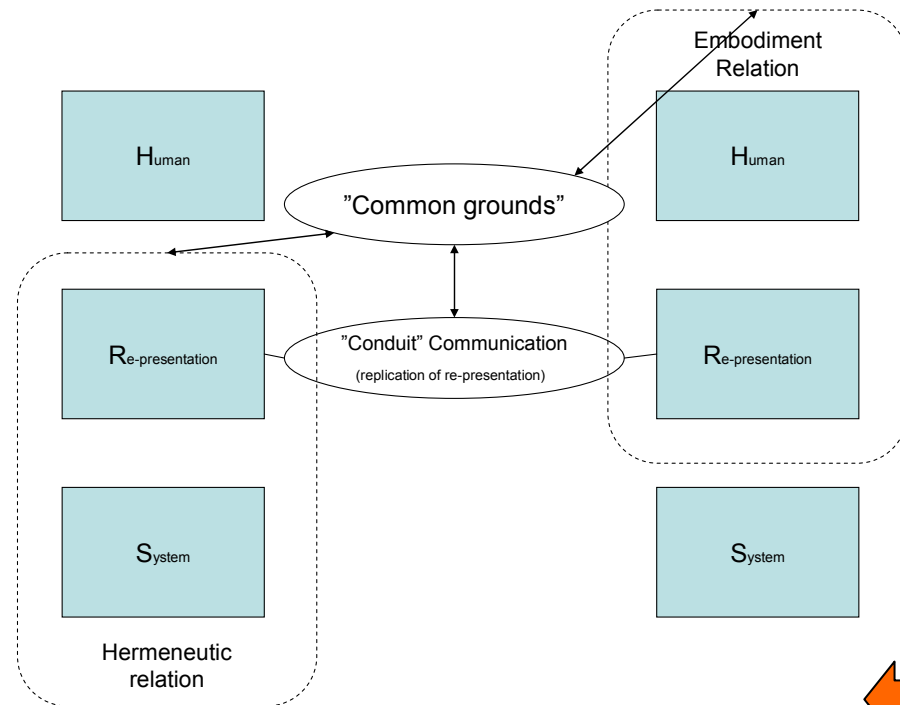 Embodiment
Relation
Human
Human
”Common grounds”
Re-presentation
”Conduit” Communication
(replication of re-presentation)
Re-presentation
System
System
Hermeneutic
relation